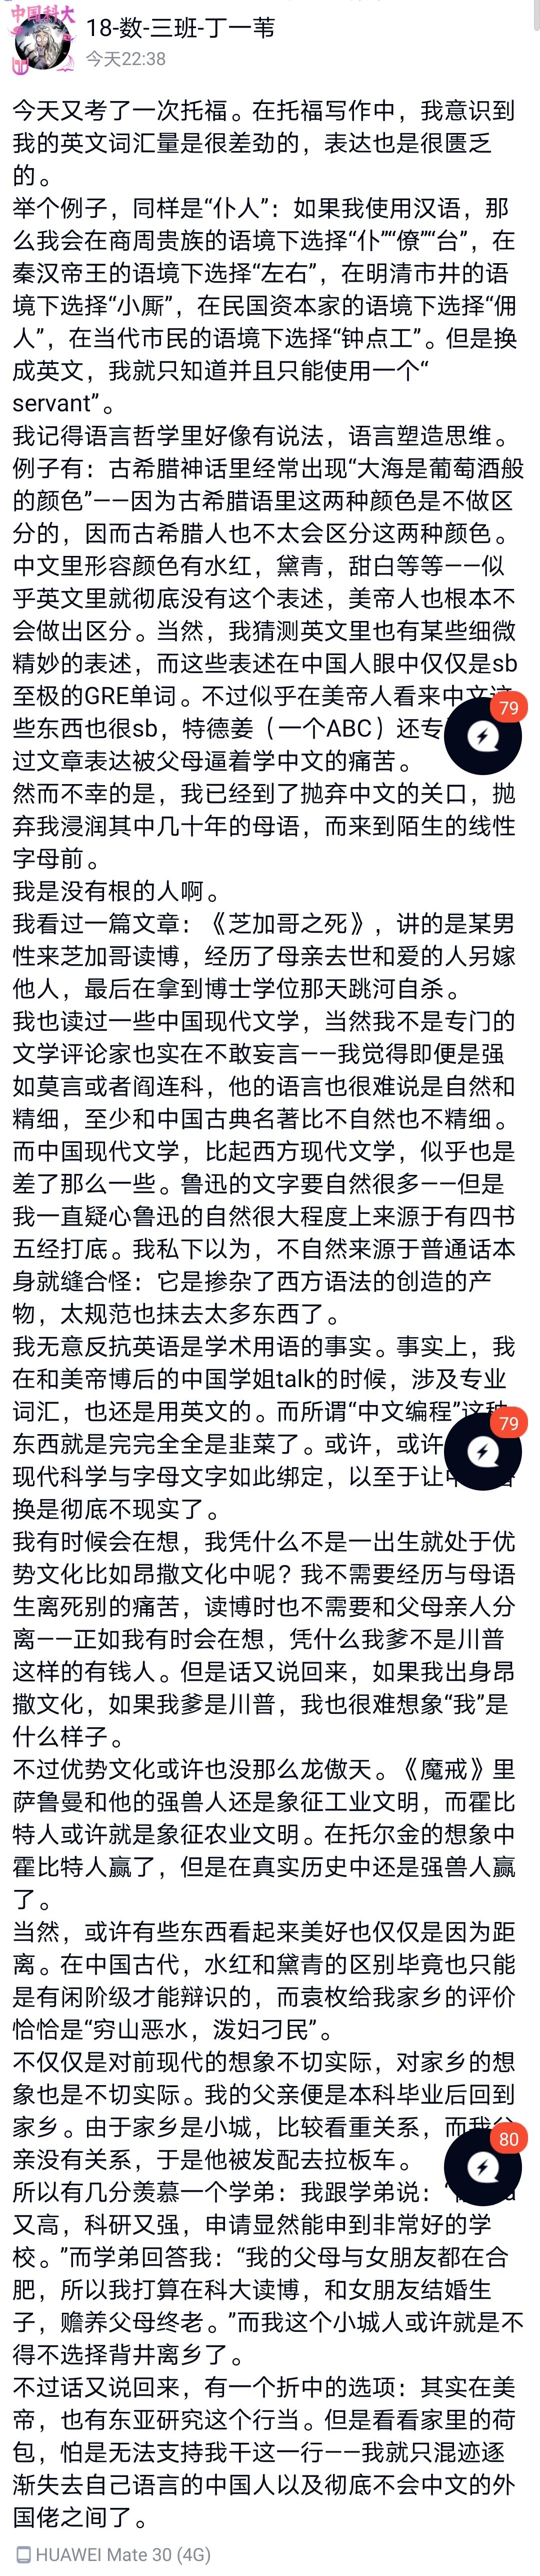 中国科大
18-数-三班-丁一苇
今天22:38
今天又考了一次托福。在托福写作中，我意识到
我的英文词汇量是很差劲的，表达也是很匮乏
的。
举个例子，同样是“仆人”：如果我使用汉语，那
么我会在商周贵族的语境下选择“仆”“僚”“台”，在
秦汉帝王的语境下选择“左右”，在明清市井的语
境下选择“小厮”，在民国资本家的语境下选择“佣
人”，在当代市民的语境下选择“钟点工”。但是换
成英文，我就只知道并且只能使用一个“
servant”。
我记得语言哲学里好像有说法，语言塑造思维。
例子有：古希腊神话里经常出现“大海是葡萄酒般
的颜色”——因为古希腊语里这两种颜色是不做区
分的，因而古希腊人也不太会区分这两种颜色。
中文里形容颜色有水红，黛青，甜白等等——似
乎英文里就彻底没有这个表述，美帝人也根本不
会做出区分。当然，我猜测英文里也有某些细微
精妙的表述，而这些表述在中国人眼中仅仅是sb
至极的GRE单词。不过似乎在美帝人看来中文这
79
些东西也很sb，特德姜（一个ABC）还专
过文章表达被父母逼着学中文的痛苦。
然而不幸的是，我已经到了抛弃中文的关口，抛
弃我浸润其中几十年的母语，而来到陌生的线性
字母前。
我是没有根的人啊。
我看过一篇文章：《芝加哥之死》，讲的是某男
性来芝加哥读博，经历了母亲去世和爱的人另嫁
他人，最后在拿到博士学位那天跳河自杀。
我也读过一些中国现代文学，当然我不是专门的
文学评论家也实在不敢妄言——我觉得即便是强
如莫言或者阎连科，他的语言也很难说是自然和
精细，至少和中国古典名著比不自然也不精细。
而中国现代文学，比起西方现代文学，似乎也是
差了那么一些。鲁迅的文字要自然很多——但是
我一直疑心鲁迅的自然很大程度上来源于有四书
五经打底。我私下以为，不自然来源于普通话本
身就缝合怪：它是掺杂了西方语法的创造的产
物，太规范也抹去太多东西了。
我无意反抗英语是学术用语的事实。事实上，我
在和美帝博后的中国学姐talk的时候，涉及专业
词汇，也还是用英文的。而所谓“中文编程”这种
79
东西就是完完全全是韭菜了。或许，或许
现代科学与字母文字如此绑定，以至于让
换是彻底不现实了。
我有时候会在想，我凭什么不是一出生就处于优
势文化比如昂撒文化中呢？我不需要经历与母语
生离死别的痛苦，读博时也不需要和父母亲人分
离——正如我有时会在想，凭什么我爹不是川普
这样的有钱人。但是话又说回来，如果我出身昂
撒文化，如果我爹是川普，我也很难想象“我”是
什么样子。
不过优势文化或许也没那么龙傲天。《魔戒》里
萨鲁曼和他的强兽人还是象征工业文明，而霍比
特人或许就是象征农业文明。在托尔金的想象中
霍比特人赢了，但是在真实历史中还是强兽人赢
了。
当然，或许有些东西看起来美好也仅仅是因为距
离。在中国古代，水红和黛青的区别毕竟也只能
是有闲阶级才能辩识的，而袁枚给我家乡的评价
恰恰是“穷山恶水，泼妇刁民”。
不仅仅是对前现代的想象不切实际，对家乡的想
象也是不切实际。我的父亲便是本科毕业后回到
家乡。由于家乡是小城，比较看重关系，而我父
80
亲没有关系，于是他被发配去拉板车。
所以有几分羡慕一个学弟：我跟学弟说：“
又高，科研又强，申请显然能申到非常好的学
校。”而学弟回答我：“我的父母与女朋友都在合
肥，所以我打算在科大读博，和女朋友结婚生
子，赡养父母终老。”而我这个小城人或许就是不
得不选择背井离乡了。
不过话又说回来，有一个折中的选项：其实在美
帝，也有东亚研究这个行当。但是看看家里的荷
包，怕是无法支持我干这一行——我就只混迹逐
渐失去自己语言的中国人以及彻底不会中文的外
国佬之间了。
HUAWEI Mate 30 (4G)